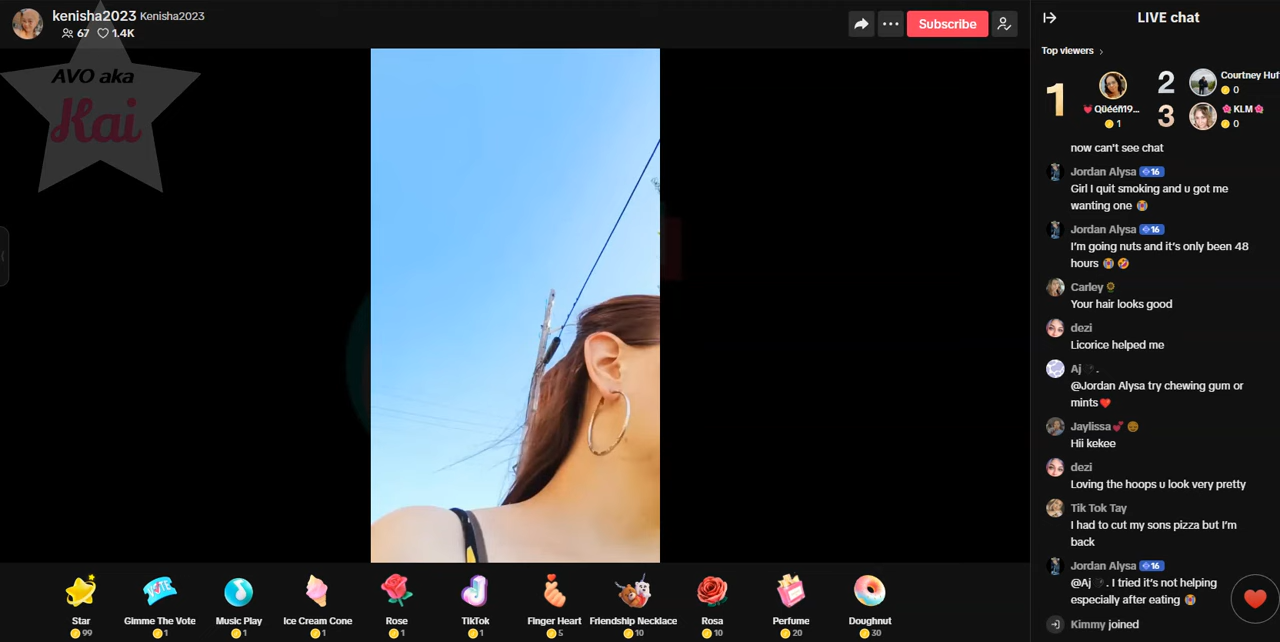 kenisha2023 Kenisha2023
67 1.4K
Subscribe
AVO aka
Kai
LIVE chat
Top viewers
1
Qüéén19...
1
2
Courtney Huf
0
3
KLM
0
now can't see chat
Jordan Alysa 16
Girl I quit smoking and u got me
wanting one
Jordan Alysa 16
I'm going nuts and it's only been 48
hours
Carley
Your hair looks good
dezi
Licorice helped me
Aj .
@Jordan Alysa try chewing gum or
mints
Jaylissa
Hii kekee
dezi
Loving the hoops u look very pretty
Tik Tok Tay
I had to cut my sons pizza but I'm
back
Jordan Alysa 16
@Aj . I tried it's not helping
especially after eating
Kimmy joined
Star
99
Gimme The Vote
1
Music Play
1
Ice Cream Cone
1
Rose
1
TikTok
1
Finger Heart
5
Friendship Necklace
10
Rosa
10
Perfume
20
Doughnut
30